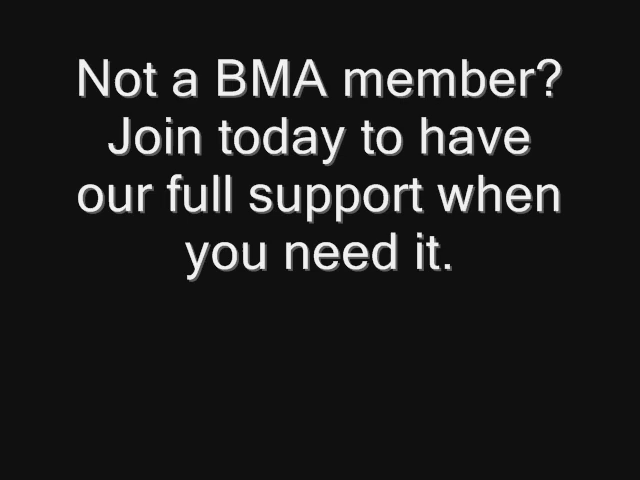 Not a BMA member?
Join today to have
our full support when
you need it.